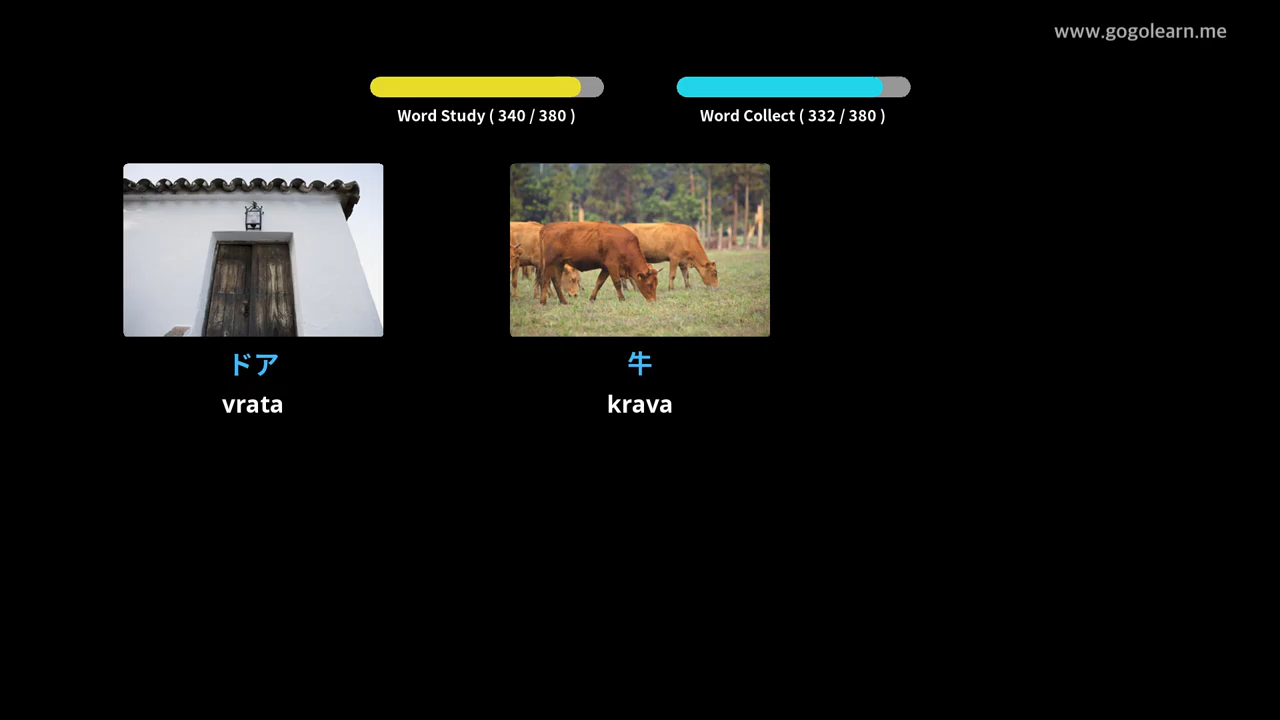 www.gogolearn.me
Word Study ( 340 / 380 )
Word Collect ( 332 / 380 )
ドア
vrata
牛
krava